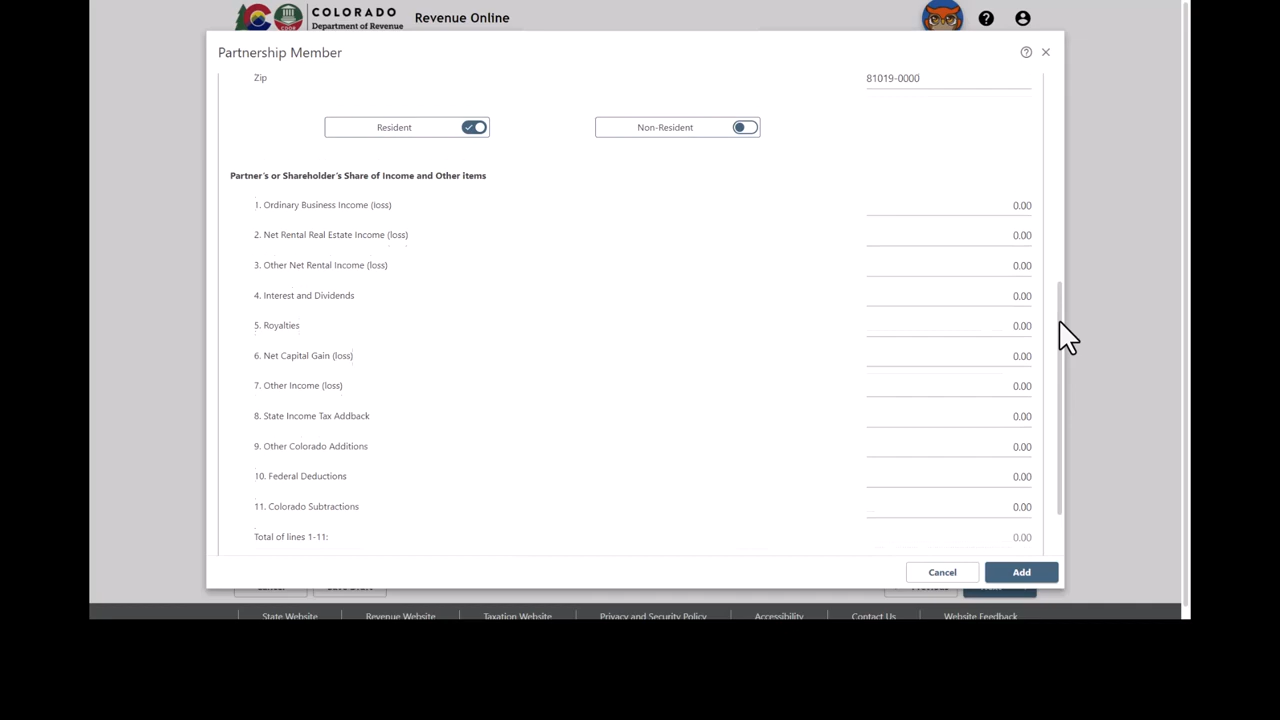 COLORADO
Department of Revenue
Revenue Online
Partnership Member
Zip 81019-0000
Resident Non-Resident
Partner's or Shareholder's Share of Income and Other items
1. Ordinary Business Income (loss) 0.00
2. Net Rental Real Estate Income (loss) 0.00
3. Other Net Rental Income (loss) 0.00
4. Interest and Dividends 0.00
5. Royalties 0.00
6. Net Capital Gain (loss) 0.00
7. Other Income (loss) 0.00
8. State Income Tax Addback 0.00
9. Other Colorado Additions 0.00
10. Federal Deductions 0.00
11. Colorado Subtractions 0.00
Total of lines 1-11: 0.00
Cancel Add
State Website Revenue Website Taxation Website Privacy and Security Policy Accessibility Contact Us Website Feedback